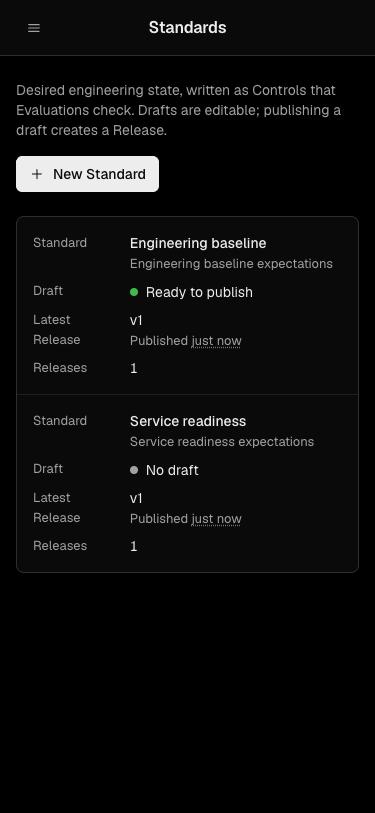 Standards
Desired engineering state, written as Controls that
Evaluations check. Drafts are editable; publishing a
draft creates a Release.
New Standard
Standard
Engineering baseline
Engineering baseline expectations
Draft
Ready to publish
Latest Release
v1
Published just now
Releases
1
Standard
Service readiness
Service readiness expectations
Draft
No draft
Latest Release
v1
Published just now
Releases
1